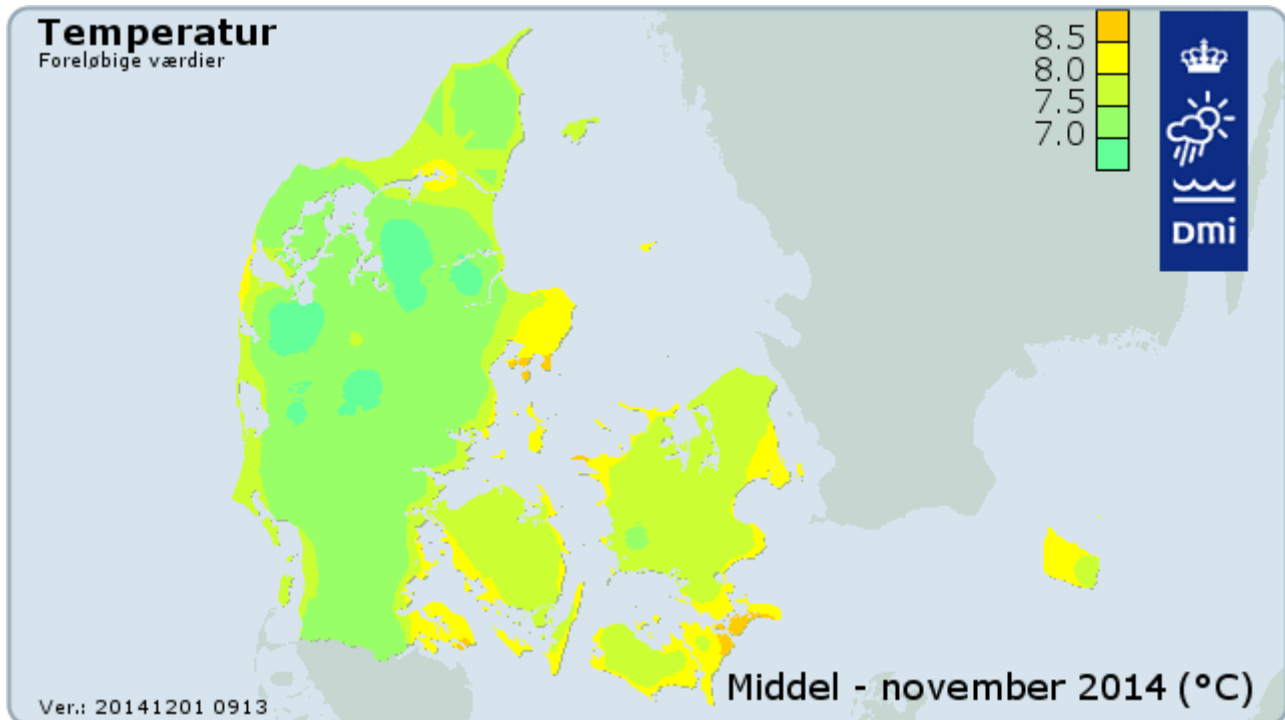 Temperatur
Foreløbige værdier
8.5
8.0
7.5
7.0
DMi
Middel - november 2014 (°C)
Ver.: 20141201 0913